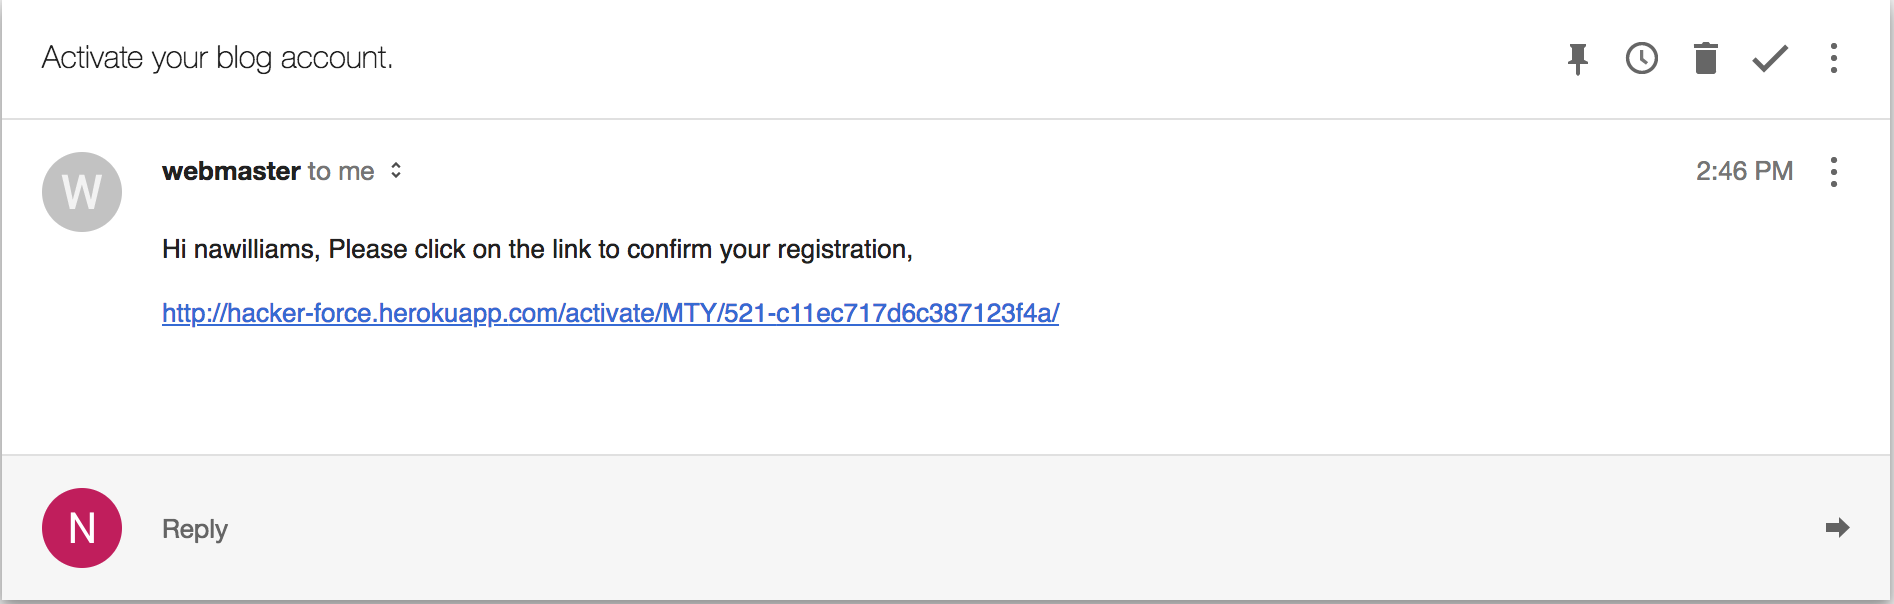 Activate your blog account.
W
webmaster to me
2:46 PM
Hi nawilliams, Please click on the link to confirm your registration,
http://hacker-force.herokuapp.com/activate/MTY/521-c11ec717d6c387123f4a/
N
Reply